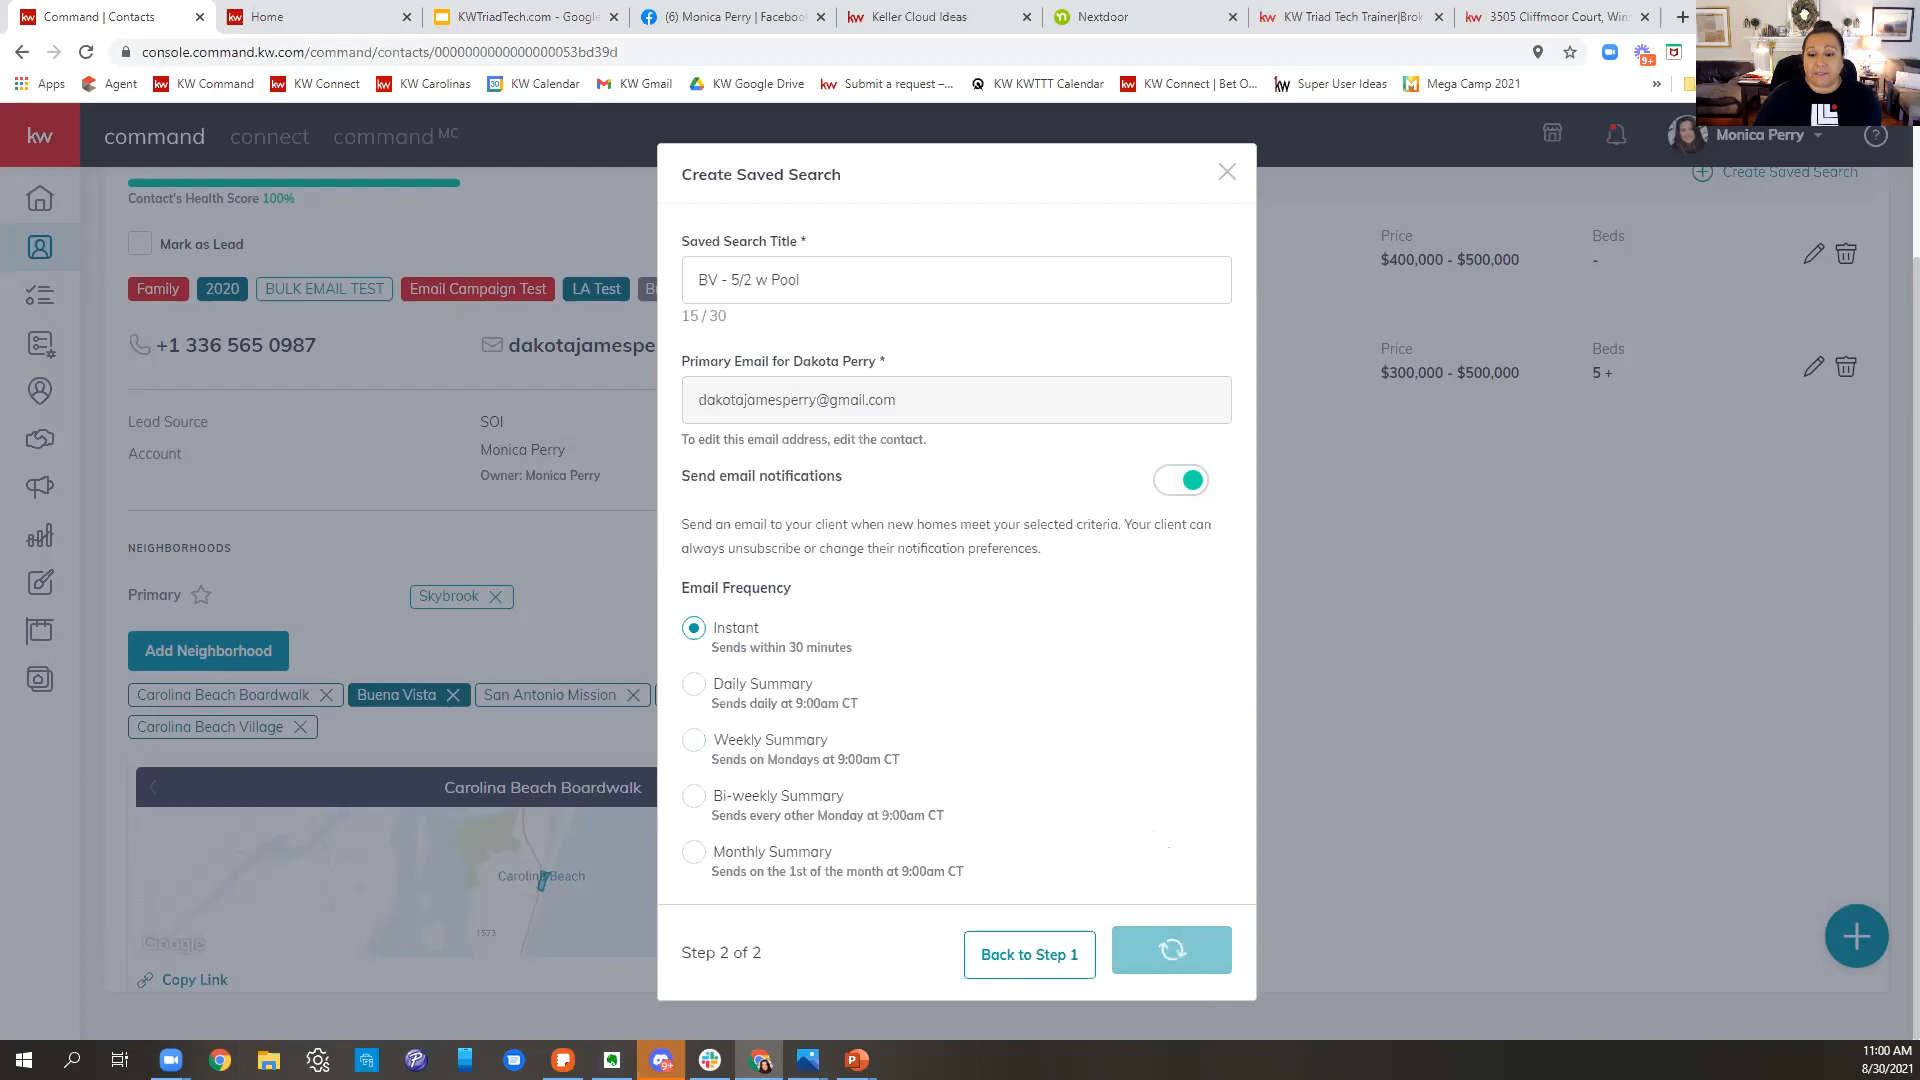 Command | Contacts
Home
KWTriadTech.com - Google
(6) Monica Perry | Faceboo
Keller Cloud Ideas
Nextdoor
KW Triad Tech Trainer|Brok
3505 Cliffmoor Court, Win
console.command.kw.com/command/contacts/0000000000000000053bd39d
9+
Apps
Agent
KW Command
KW Connect
KW Carolinas
KW Calendar
KW Gmail
KW Google Drive
Submit a request –...
KW KWTTT Calendar
KW Connect | Bet O...
Super User Ideas
Mega Camp 2021
kw
command
connect
command MC
Monica Perry
Contact's Health Score 100%
Create Saved Search
Mark as Lead
Family
2020
BULK EMAIL TEST
Email Campaign Test
LA Test
+1 336 565 0987
dakotajamespe
Lead Source
SOI
Account
Monica Perry
Owner: Monica Perry
NEIGHBORHOODS
Primary
Skybrook
Add Neighborhood
Carolina Beach Boardwalk
Buena Vista
San Antonio Mission
Carolina Beach Village
Carolina Beach Boardwalk
Carolina Beach
1573
Google
Copy Link
Create Saved Search
Saved Search Title *
BV - 5/2 w Pool
15 / 30
Primary Email for Dakota Perry *
dakotajamesperry@gmail.com
To edit this email address, edit the contact.
Send email notifications
Send an email to your client when new homes meet your selected criteria. Your client can
always unsubscribe or change their notification preferences.
Email Frequency
Instant
Sends within 30 minutes
Daily Summary
Sends daily at 9:00am CT
Weekly Summary
Sends on Mondays at 9:00am CT
Bi-weekly Summary
Sends every other Monday at 9:00am CT
Monthly Summary
Sends on the 1st of the month at 9:00am CT
Step 2 of 2
Back to Step 1
Price
Beds
$400,000 - $500,000
-
Price
Beds
$300,000 - $500,000
5 +
11:00 AM
8/30/2021